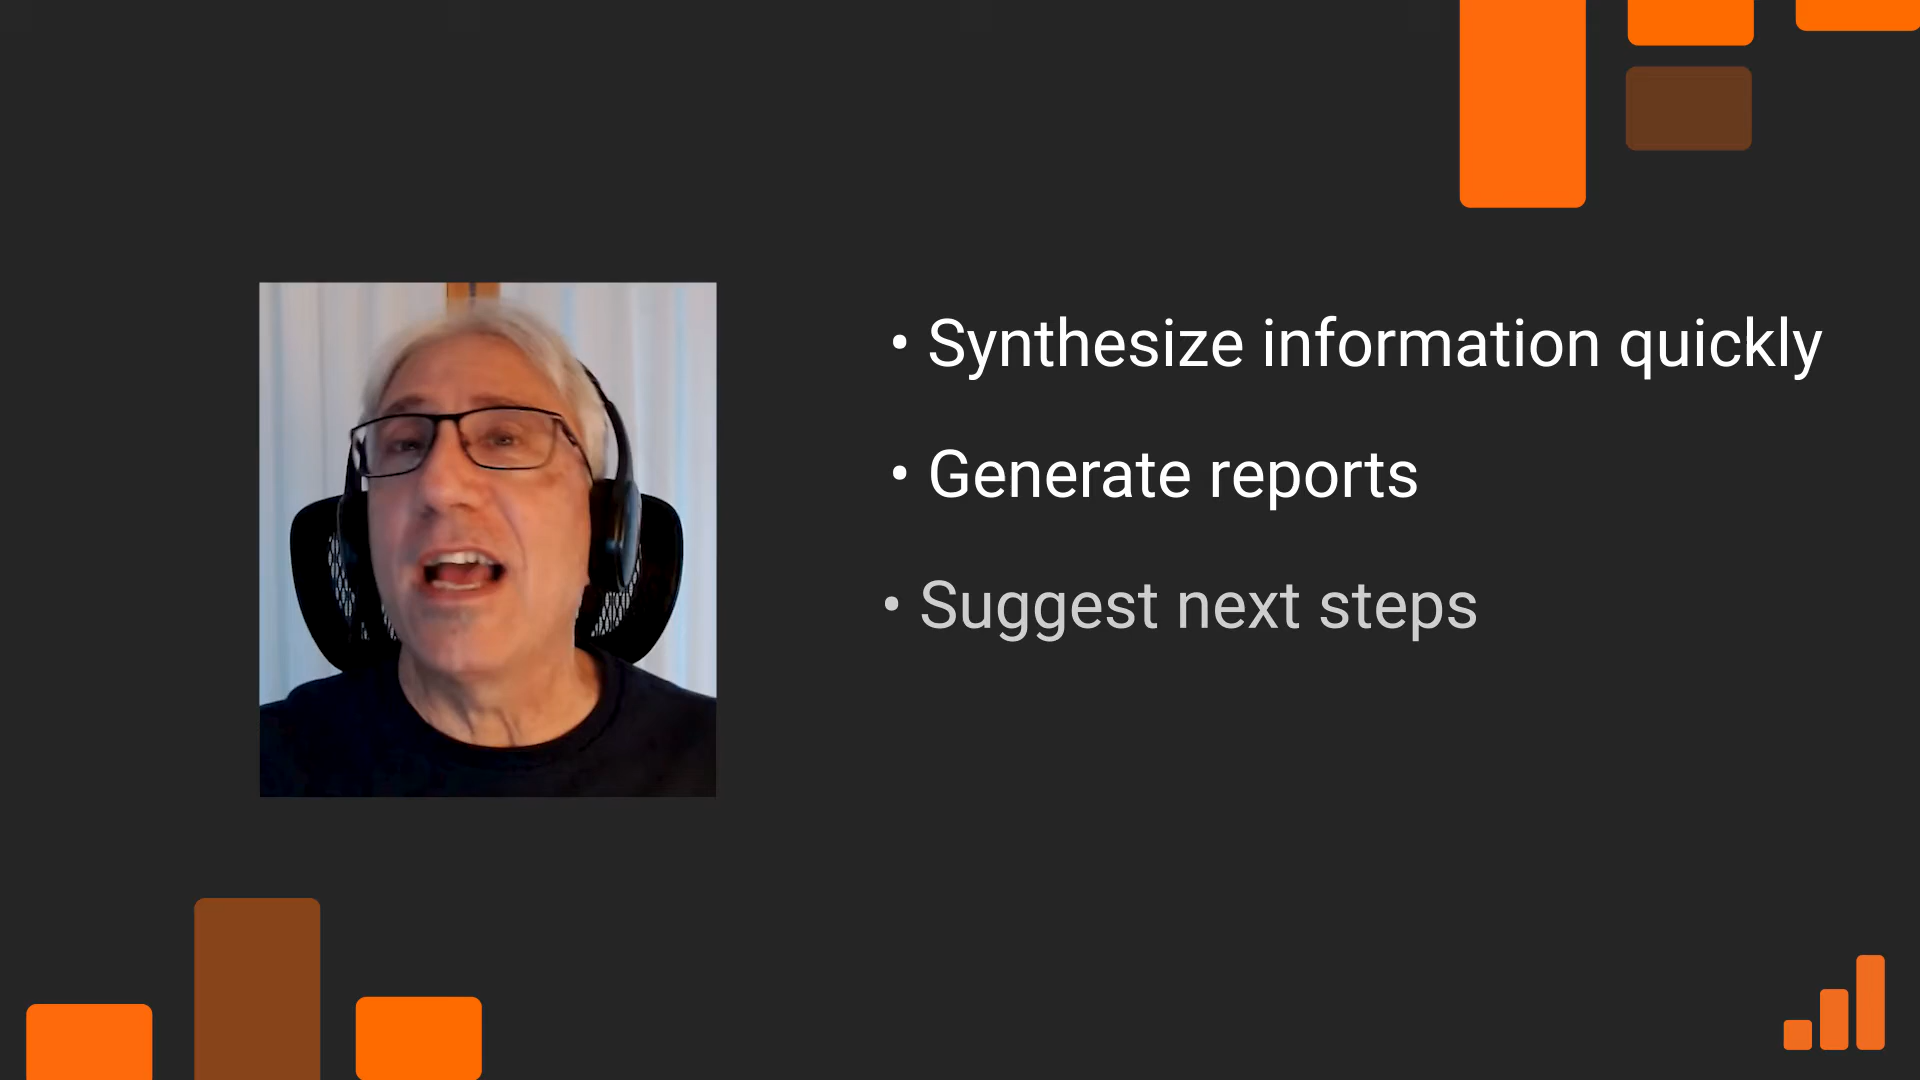 • Synthesize information quickly
• Generate reports
• Suggest next steps